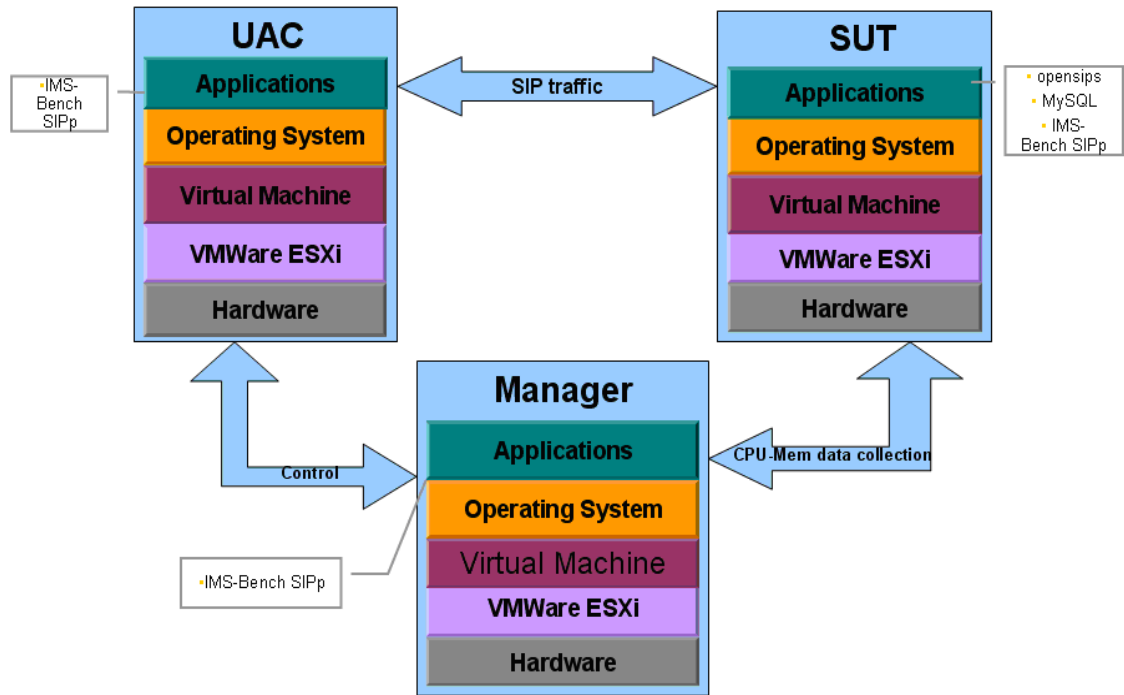 UAC
Applications
Operating System
Virtual Machine
VMWare ESXi
Hardware
▪IMS-
Bench
SIPp
SIP traffic
SUT
Applications
Operating System
Virtual Machine
VMWare ESXi
Hardware
▪ opensips
▪ MySQL
▪ IMS-
Bench SIPp
Control
CPU-Mem data collection
Manager
Applications
Operating System
Virtual Machine
VMWare ESXi
Hardware
▪IMS-Bench SIPp